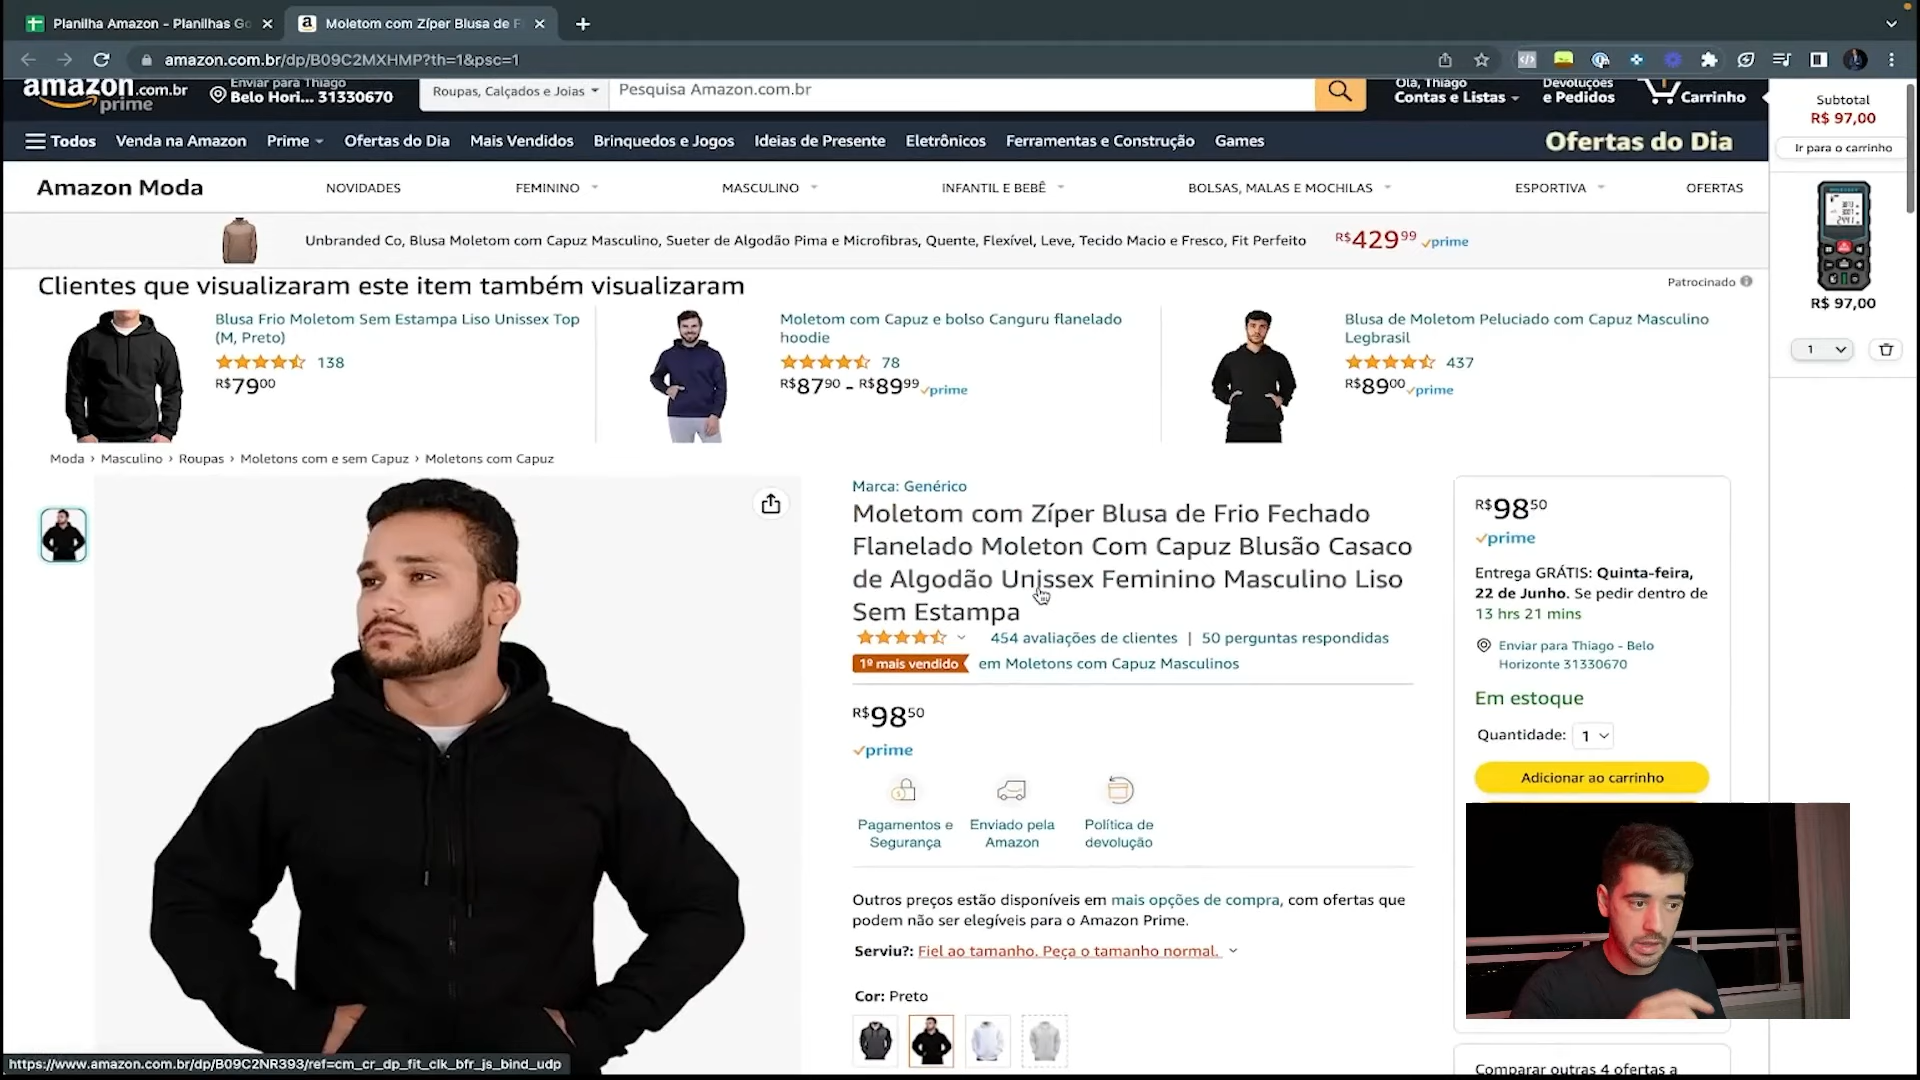 Planilha Amazon - Planilhas Go
Moletom com Zíper Blusa de F
amazon.com.br/dp/B09C2MXHMP?th=1&psc=1
amazon.com.br
prime
Enviar para Thiago
Belo Hori... 31330670
Roupas, Calçados e Joias
Pesquisa Amazon.com.br
Olá, Thiago
Contas e Listas
Devoluções
e Pedidos
Carrinho
Subtotal
R$ 97,00
Ir para o carrinho
R$ 97,00
1
Todos
Venda na Amazon
Prime
Ofertas do Dia
Mais Vendidos
Brinquedos e Jogos
Ideias de Presente
Eletrônicos
Ferramentas e Construção
Games
Ofertas do Dia
Amazon Moda
NOVIDADES
FEMININO
MASCULINO
INFANTIL E BEBÊ
BOLSAS, MALAS E MOCHILAS
ESPORTIVA
OFERTAS
Unbranded Co, Blusa Moletom com Capuz Masculino, Sueter de Algodão Pima e Microfibras, Quente, Flexível, Leve, Tecido Macio e Fresco, Fit Perfeito
R$429 99 prime
Clientes que visualizaram este item também visualizaram
Patrocinado
Blusa Frio Moletom Sem Estampa Liso Unissex Top
(M, Preto)
138
R$79 00
Moletom com Capuz e bolso Canguru flanelado
hoodie
78
R$87 90 - R$89 99 prime
Blusa de Moletom Peluciado com Capuz Masculino
Legbrasil
437
R$89 00 prime
Moda › Masculino › Roupas › Moletons com e sem Capuz › Moletons com Capuz
Marca: Genérico
Moletom com Zíper Blusa de Frio Fechado
Flanelado Moleton Com Capuz Blusão Casaco
de Algodão Unissex Feminino Masculino Liso
Sem Estampa
454 avaliações de clientes | 50 perguntas respondidas
1º mais vendido em Moletons com Capuz Masculinos
R$98 50
prime
Pagamentos e
Segurança
Enviado pela
Amazon
Política de
devolução
Outros preços estão disponíveis em mais opções de compra, com ofertas que
podem não ser elegíveis para o Amazon Prime.
Serviu?: Fiel ao tamanho. Peça o tamanho normal.
Cor: Preto
R$98 50
prime
Entrega GRÁTIS: Quinta-feira,
22 de Junho. Se pedir dentro de
13 hrs 21 mins
Enviar para Thiago - Belo
Horizonte 31330670
Em estoque
Quantidade: 1
Adicionar ao carrinho
Comparar outras 4 ofertas a
https://www.amazon.com.br/dp/B09C2NR393/ref=cm_cr_dp_fit_clk_bfr_js_bind_udp